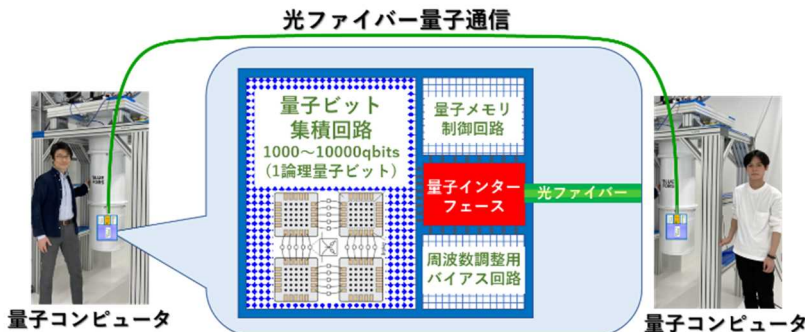 光ファイバー量子通信
量子ビット
集積回路
1000～10000qbits
(1論理量子ビット)
量子メモリ
制御回路
量子インター
フェース
光ファイバー
周波数調整用
バイアス回路
量子コンピュータ
量子コンピュータ